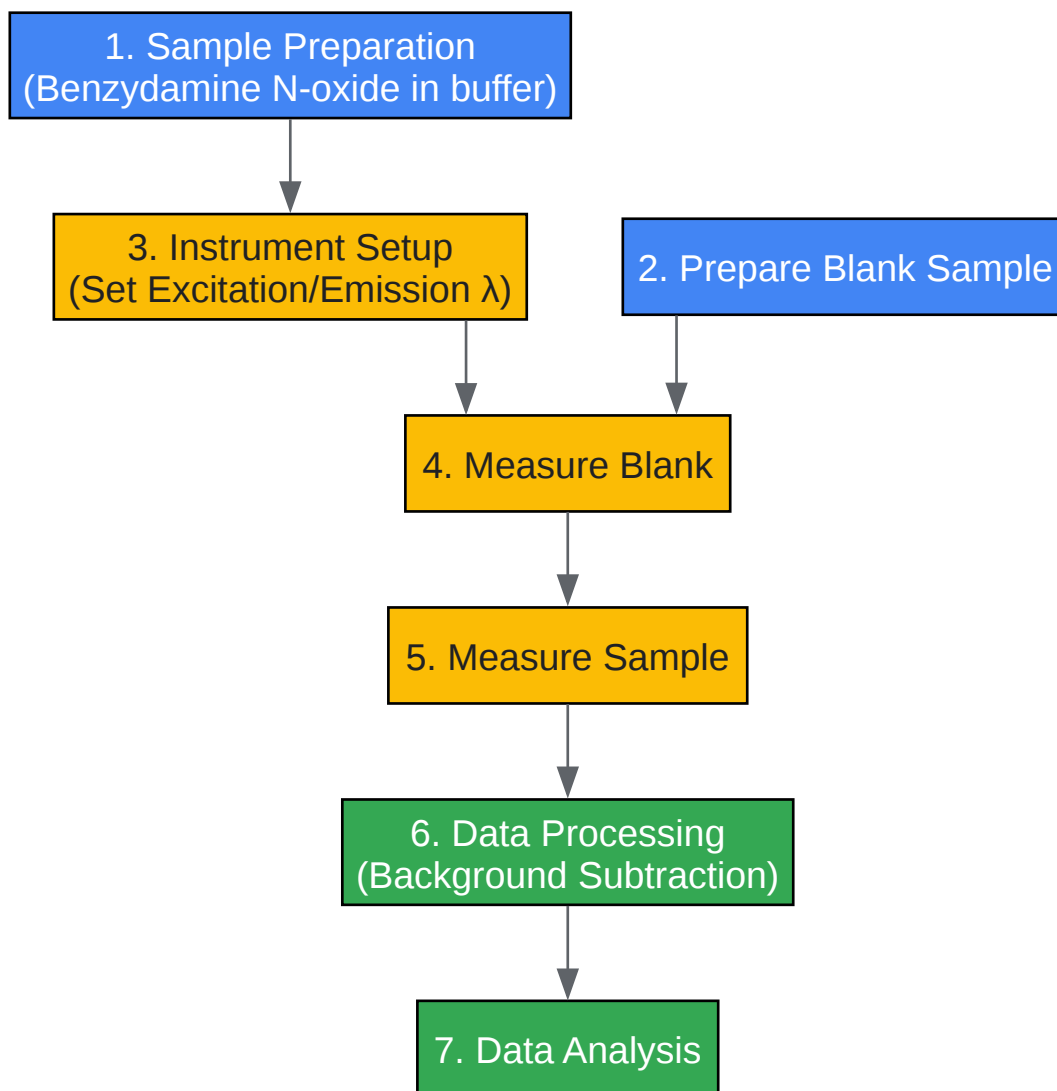 1. Sample Preparation
(Benzydamine N-oxide in buffer)
3. Instrument Setup
(Set Excitation/Emission λ)
2. Prepare Blank Sample
4. Measure Blank
5. Measure Sample
6. Data Processing
(Background Subtraction)
7. Data Analysis